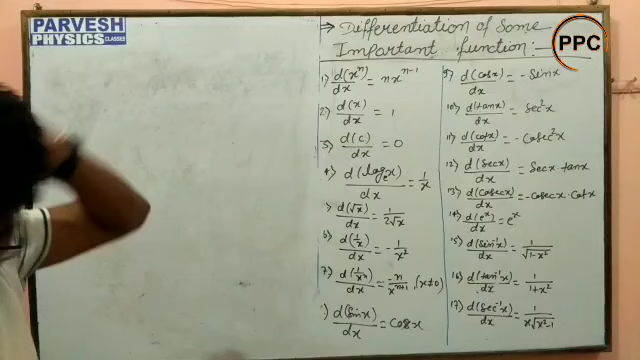 PARVESH
PHYSICS CLASSES
PPC
⇒ Differentiation of Some
Important function:-
1) d(xⁿ)/dx = nxⁿ⁻¹
2) d(x)/dx = 1
3) d(c)/dx = 0
4) d(logₑx)/dx = 1/x
) d(√x)/dx = 1/2√x
6) d(1/x)/dx = -1/x²
7) d(1/xⁿ)/dx = n/xⁿ⁺¹, (x≠0)
) d(sinx)/dx = cosx
9) d(cosx)/dx = -sinx
10) d(tanx)/dx = sec²x
11) d(cotx)/dx = -cosec²x
12) d(secx)/dx = secx·tanx
13) d(cosecx)/dx = -cosecx·cotx
14) d(eˣ)/dx = eˣ
15) d(sin⁻¹x)/dx = 1/√1-x²
16) d(tan⁻¹x)/dx = 1/1+x²
17) d(sec⁻¹x)/dx = 1/x√x²-1